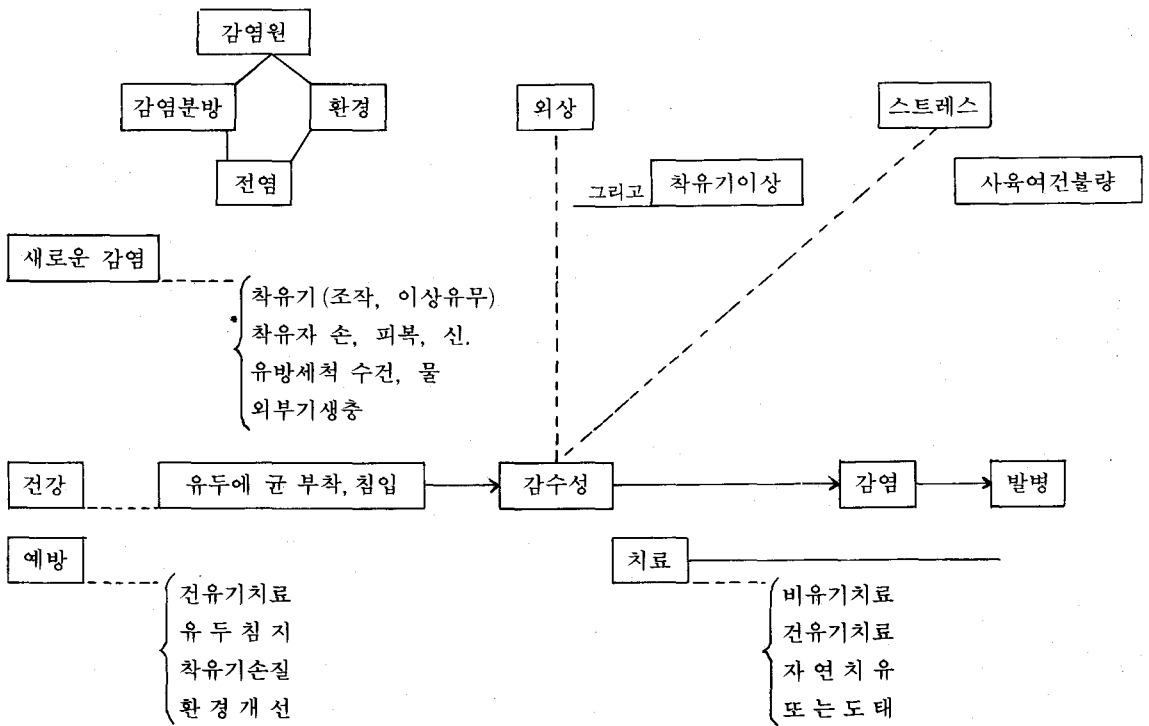 감염원
감염분방
환경
전염
외상
스트레스
그리고
착유기이상
사육여건불량
새로운 감염
착유기(조작, 이상유무)
착유자 손, 피복, 신.
유방세척 수건, 물
외부기생충
건강
유두에 균 부착, 침입
감수성
감염
발병
예방
건유기치료
유두침지
착유기손질
환경개선
치료
비유기치료
건유기치료
자연치유
또는도태